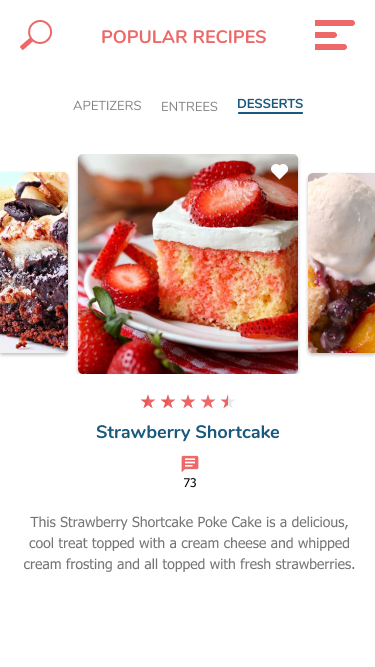 POPULAR RECIPES
APETIZERS ENTREES DESSERTS
Strawberry Shortcake
73
This Strawberry Shortcake Poke Cake is a delicious,
cool treat topped with a cream cheese and whipped
cream frosting and all topped with fresh strawberries.